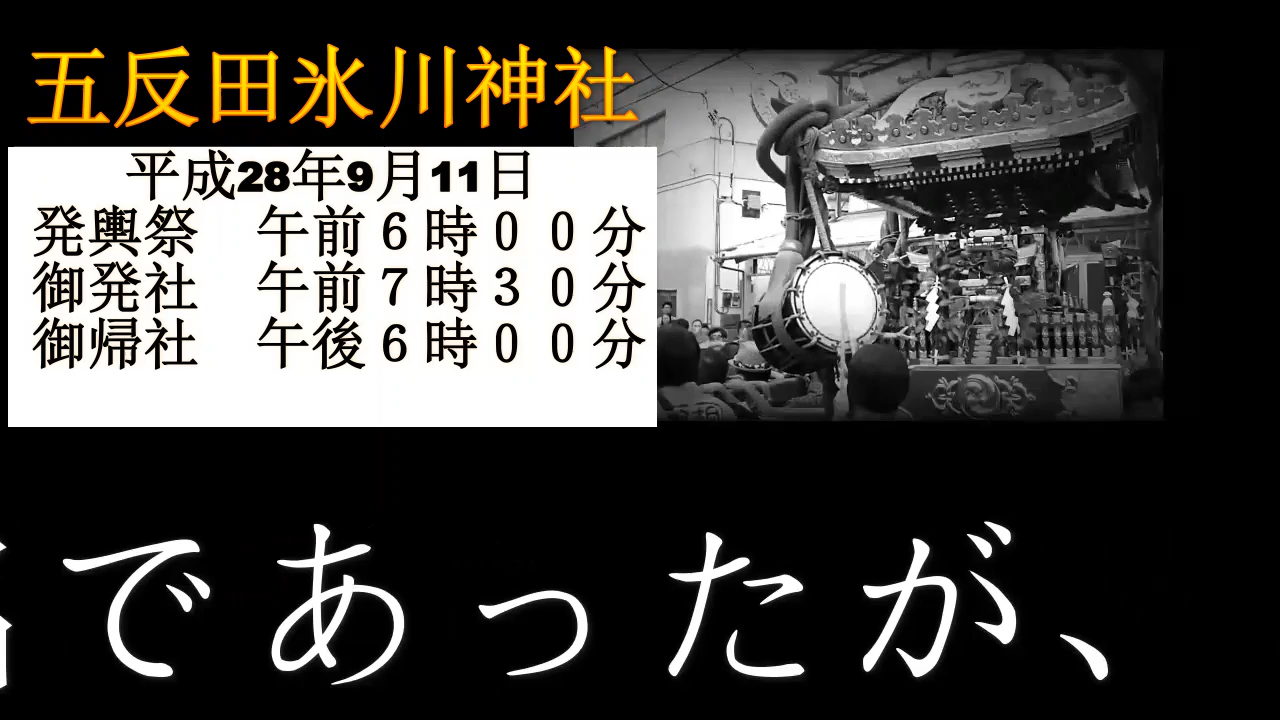 五反田氷川神社
平成28年9月11日
発輿祭　午前６時００分
御発社　午前７時３０分
御帰社　午後６時００分
であったが、